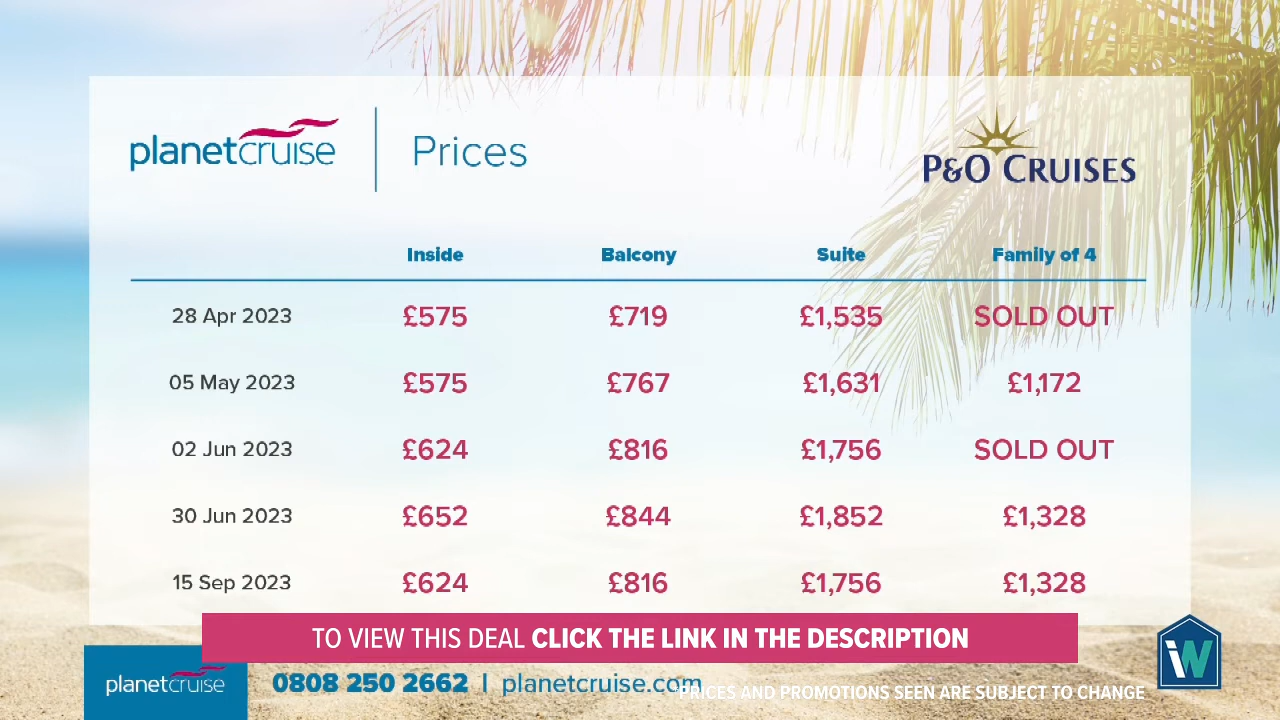 planetcruise | Prices
P&O CRUISES
Inside Balcony Suite Family of 4
28 Apr 2023 £575 £719 £1,535 SOLD OUT
05 May 2023 £575 £767 £1,631 £1,172
02 Jun 2023 £624 £816 £1,756 SOLD OUT
30 Jun 2023 £652 £844 £1,852 £1,328
15 Sep 2023 £624 £816 £1,756 £1,328
TO VIEW THIS DEAL CLICK THE LINK IN THE DESCRIPTION
planetcruise 0808 250 2662 | planetcruise.com
*PRICES AND PROMOTIONS SEEN ARE SUBJECT TO CHANGE
iW